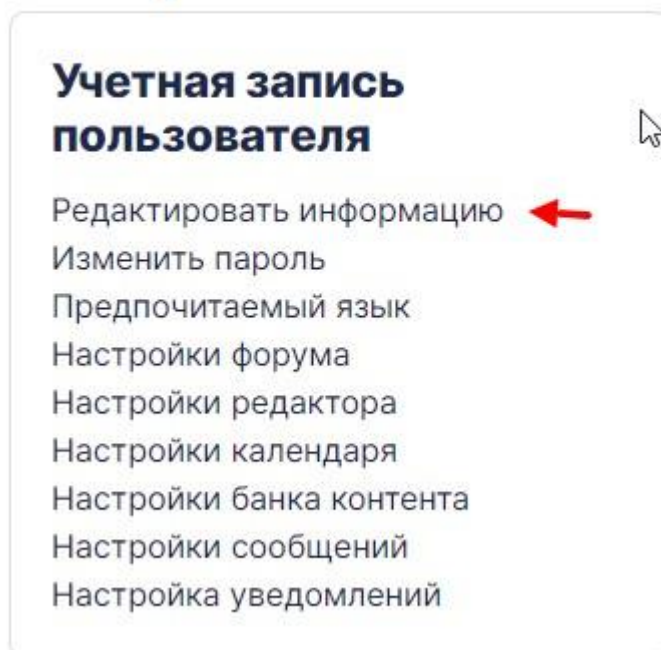 Учетная запись
пользователя
Редактировать информацию
Изменить пароль
Предпочитаемый язык
Настройки форума
Настройки редактора
Настройки календаря
Настройки банка контента
Настройки сообщений
Настройка уведомлений